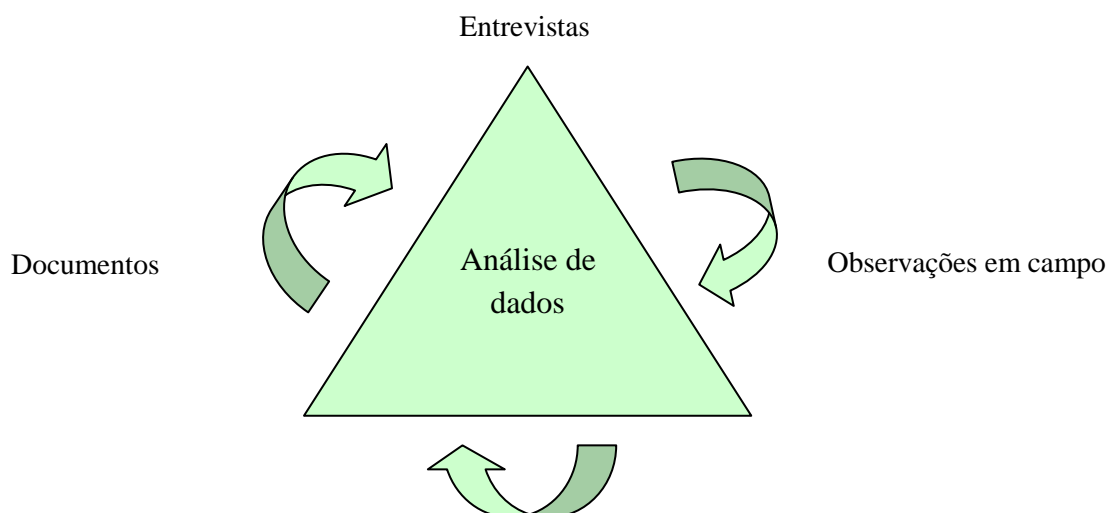 Entrevistas
Documentos
Análise de
dados
Observações em campo